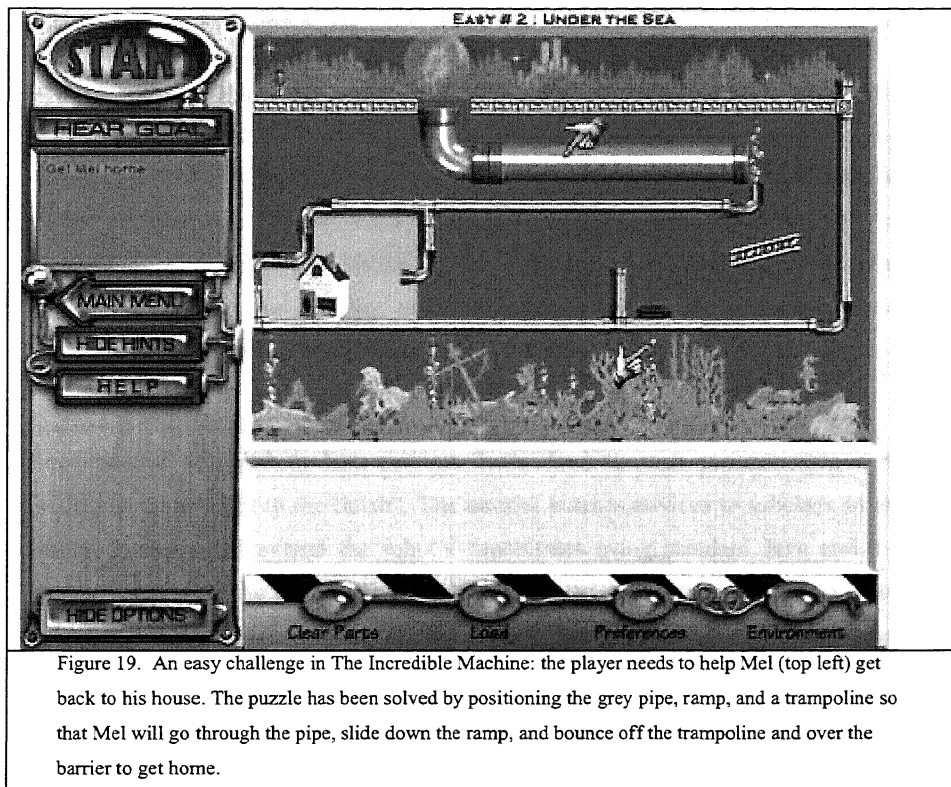 EASY # 2 : UNDER THE SEA
START
HEAR GOAL
Get Mel home
MAIN MENU
HIDE HINTS
HELP
HIDE OPTIONS
Clear Parts
Load
Preferences
Environment
Figure 19. An easy challenge in The Incredible Machine: the player needs to help Mel (top left) get
back to his house. The puzzle has been solved by positioning the grey pipe, ramp, and a trampoline so
that Mel will go through the pipe, slide down the ramp, and bounce off the trampoline and over the
barrier to get home.